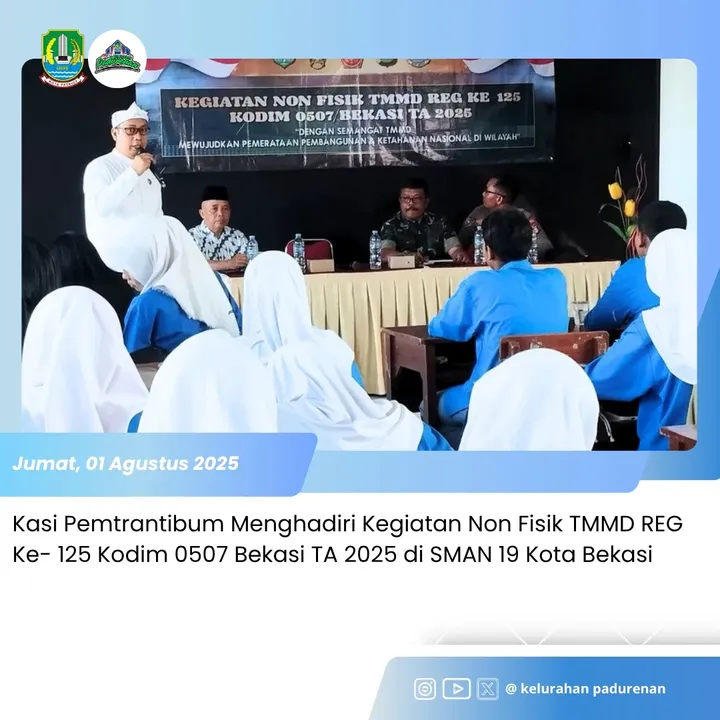 KEGIATAN NON FISIK TMMD REG KE 125
KODIM 0507/BEKASI TA 2025
"DENGAN SEMANGAT TMMD
MEWUJUDKAN PEMERATAAN PEMBANGUNAN & KETAHANAN NASIONAL DI WILAYAH"
Jumat, 01 Agustus 2025
Kasi Pemtrantibum Menghadiri Kegiatan Non Fisik TMMD REG
Ke- 125 Kodim 0507 Bekasi TA 2025 di SMAN 19 Kota Bekasi
@ kelurahan padurenan